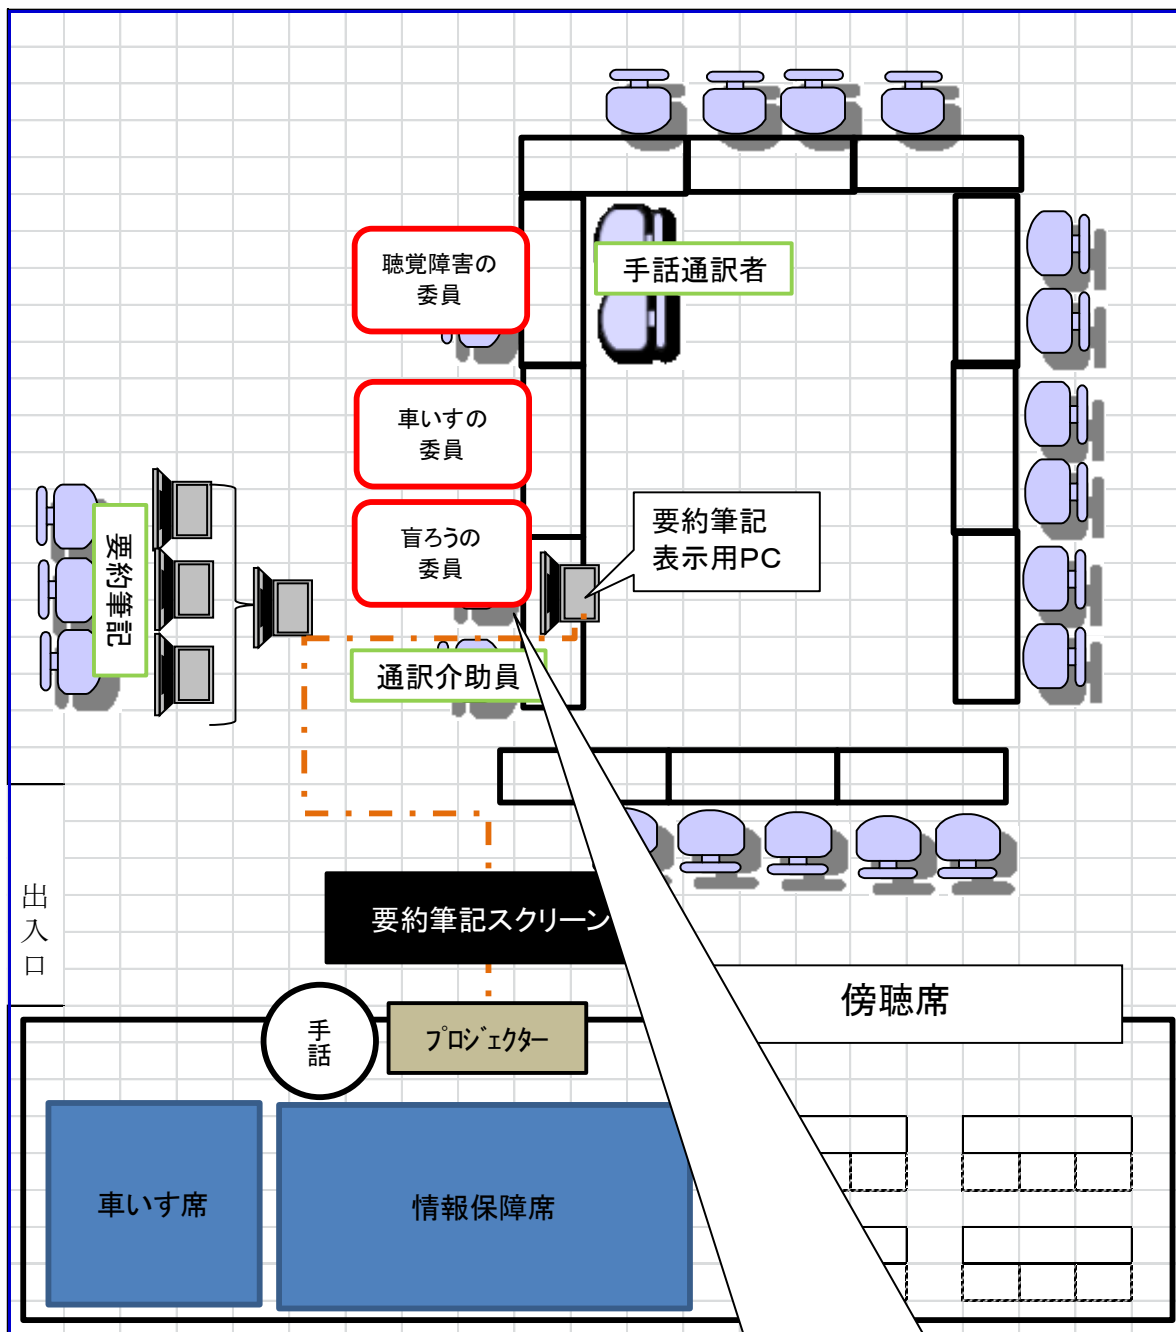 聴覚障害の
委員
手話通訳者
車いすの
委員
盲ろうの
委員
要約筆記
表示用PC
要約筆記
通訳介助員
出入口
要約筆記スクリーン
傍聴席
手話
プロジェクター
車いす席
情報保障席